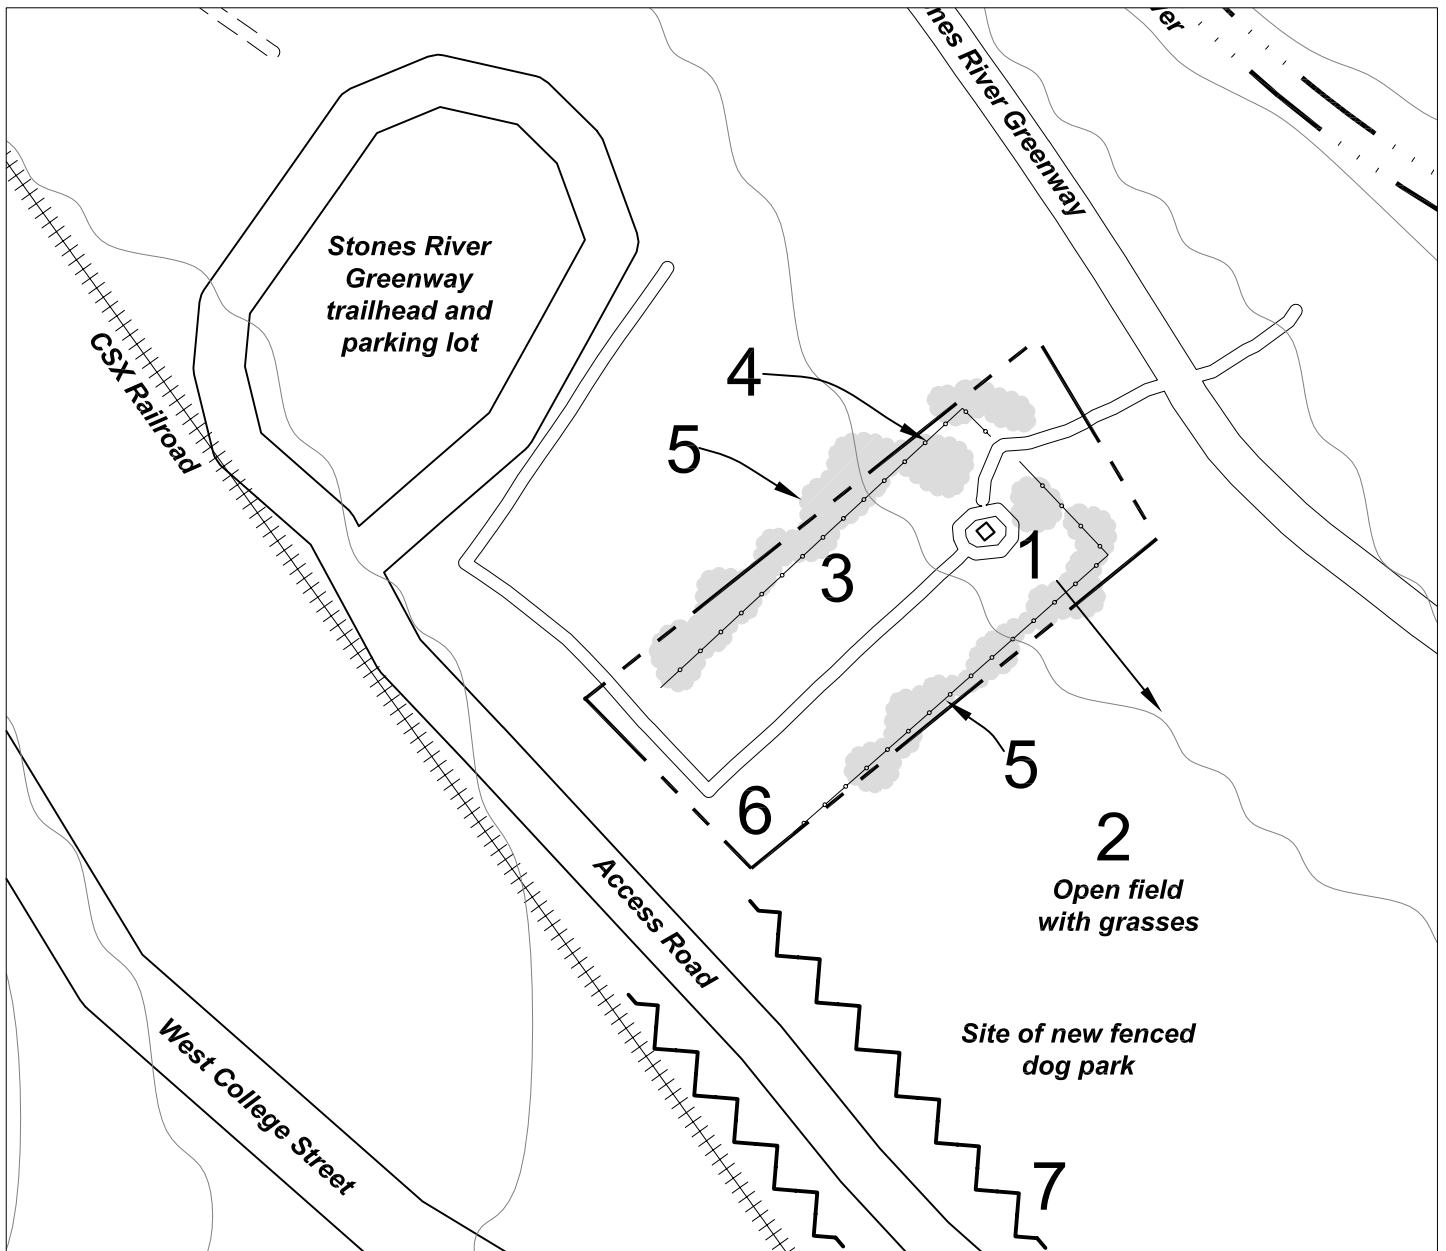 nes River Greenway
Stones River
Greenway
trailhead and
parking lot
CSX Railroad
4
5
3
1
5
6
2
Open field
with grasses
Access Road
Site of new fenced
dog park
West College Street
7